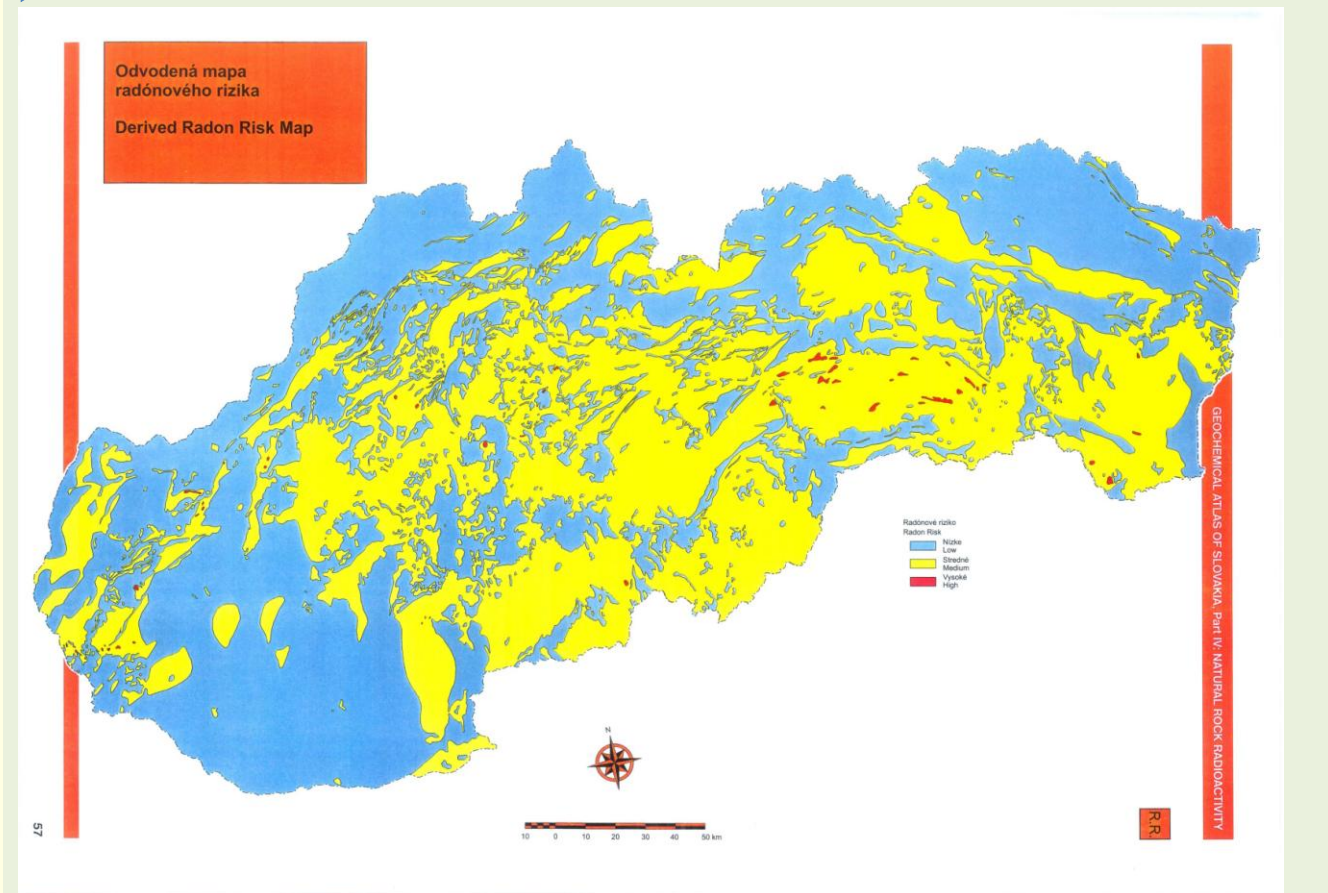 Odvodená mapa
radónového rizika
Derived Radon Risk Map
GEOCHEMICAL ATLAS OF SLOVAKIA, Part IV: NATURAL ROCK RADIOACTIVITY
Radónové riziko
Radon Risk
Nízke
Low
Stredné
Medium
Vysoké
High
N
10 0 10 20 30 40 50 km
R.R.
57